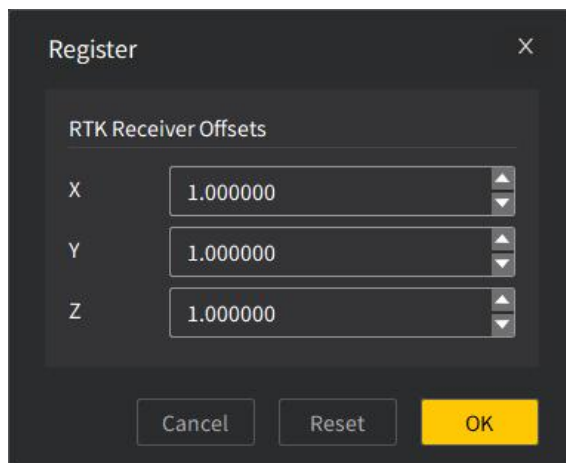 Register X
RTK Receiver Offsets
X 1.000000
Y 1.000000
Z 1.000000
Cancel Reset OK